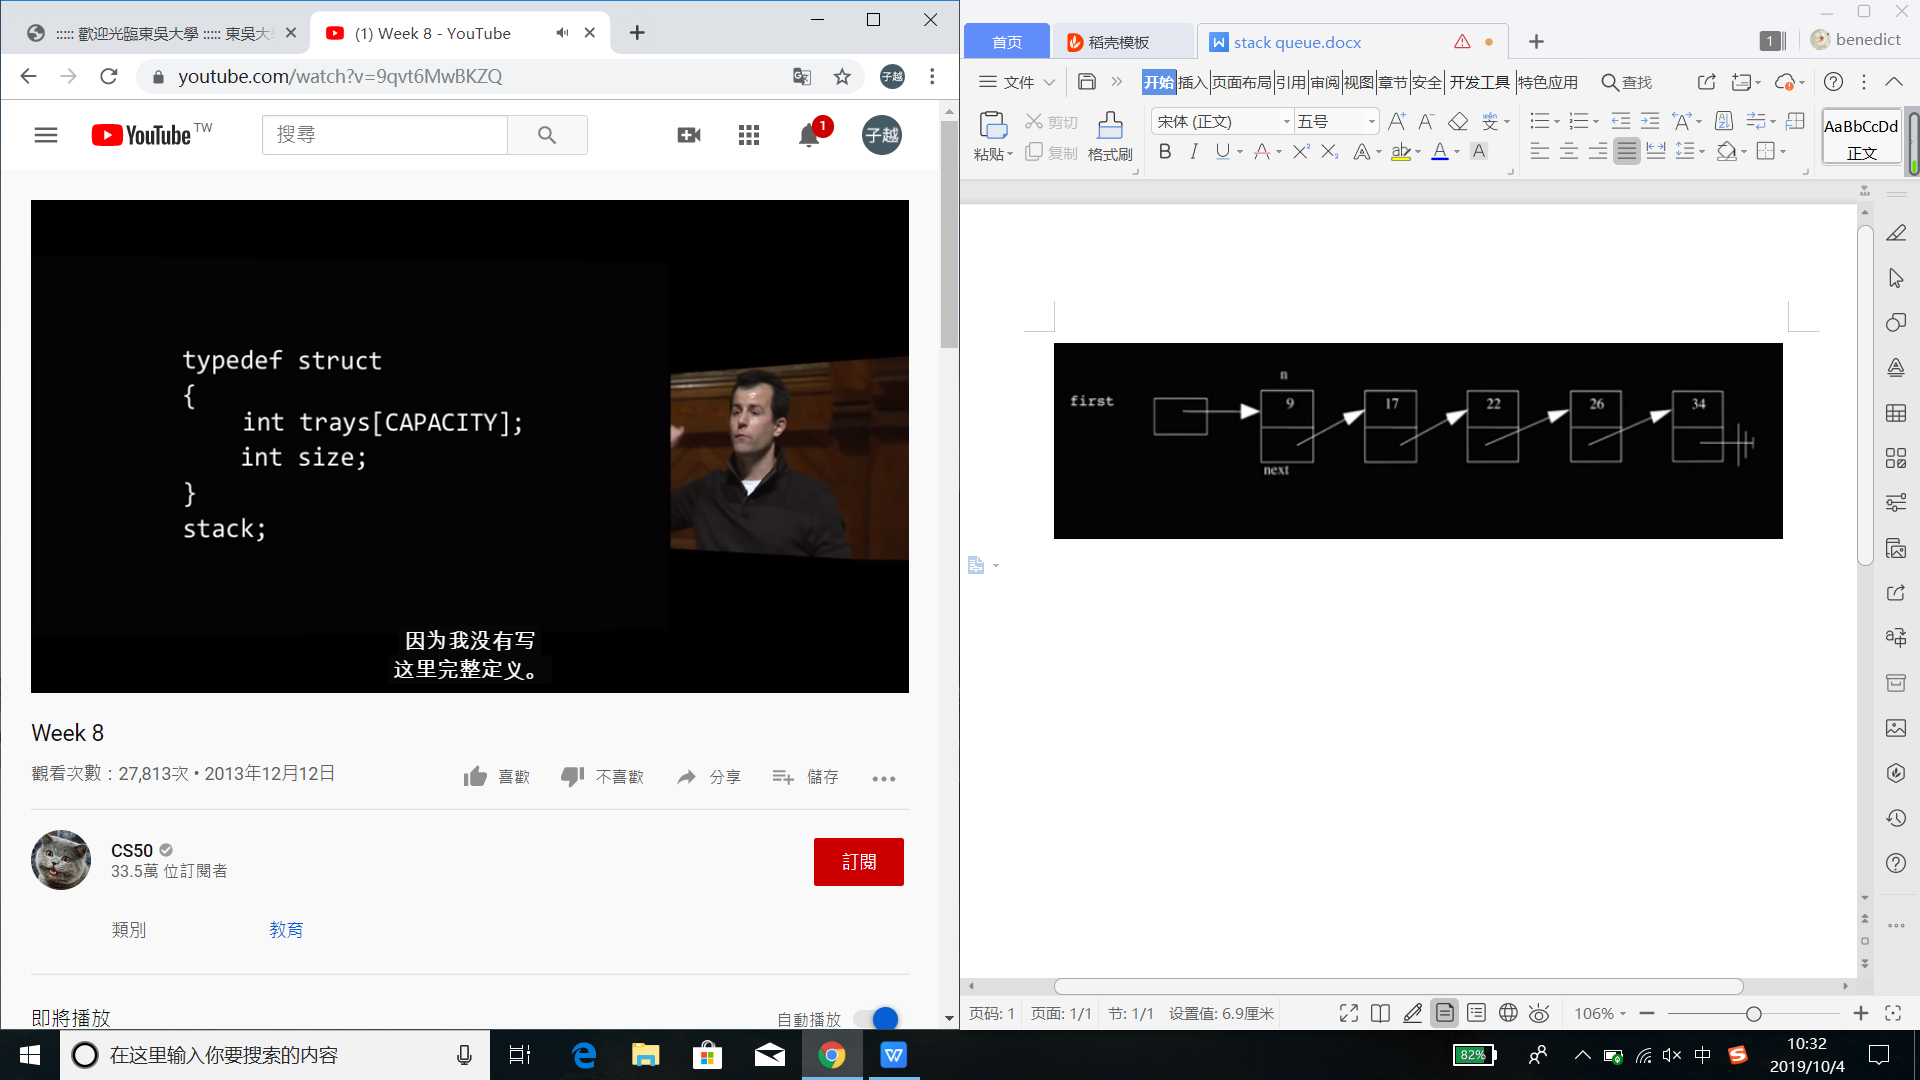 ::::: 歡迎光臨東吳大學 ::::: 東吳大
(1) Week 8 - YouTube
youtube.com/watch?v=9qvt6MwBKZQ
子越
YouTube TW
搜尋
1
子越
typedef struct
{
int trays[CAPACITY];
int size;
}
stack;
因为我没有写
这里完整定义。
Week 8
觀看次數：27,813次 • 2013年12月12日
喜歡
不喜歡
分享
儲存
CS50
33.5萬 位訂閱者
訂閱
類別
教育
即將播放
自動播放
首页
稻壳模板
stack queue.docx
1
benedict
文件
开始
插入
页面布局
引用
审阅
视图
章节
安全
开发工具
特色应用
查找
粘贴
剪切
复制
格式刷
宋体 (正文)
五号
AaBbCcDd
正文
n
first
9
17
22
26
34
next
页码: 1
页面: 1/1
节: 1/1
设置值: 6.9厘米
106%
在这里输入你要搜索的内容
82%
中
10:32
2019/10/4